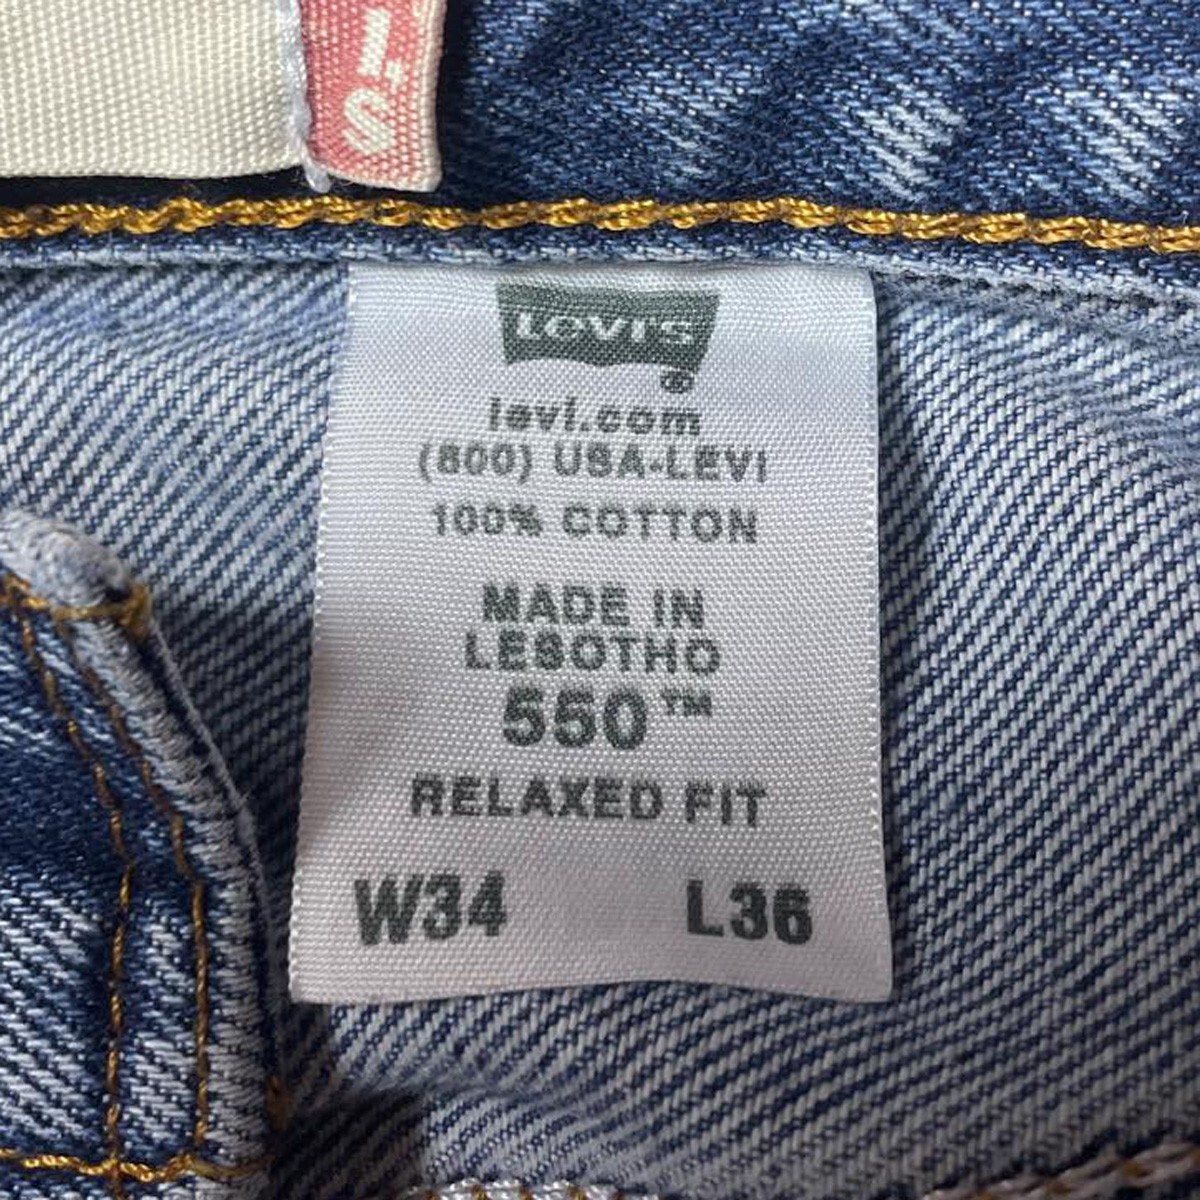 I'S
LEVI'S®
levi.com
(800) USA-LEVI
100% COTTON
MADE IN
LESOTHO
550™
RELAXED FIT
W34 L36